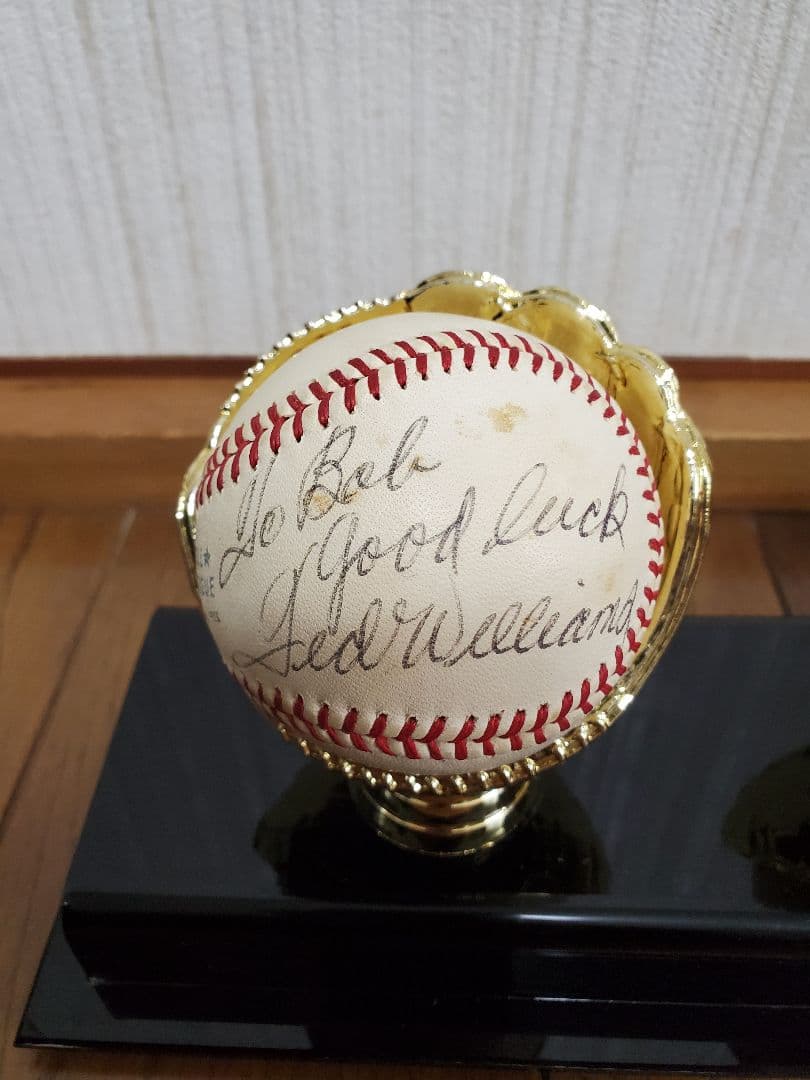 To Bob
Good luck
Ted Williams